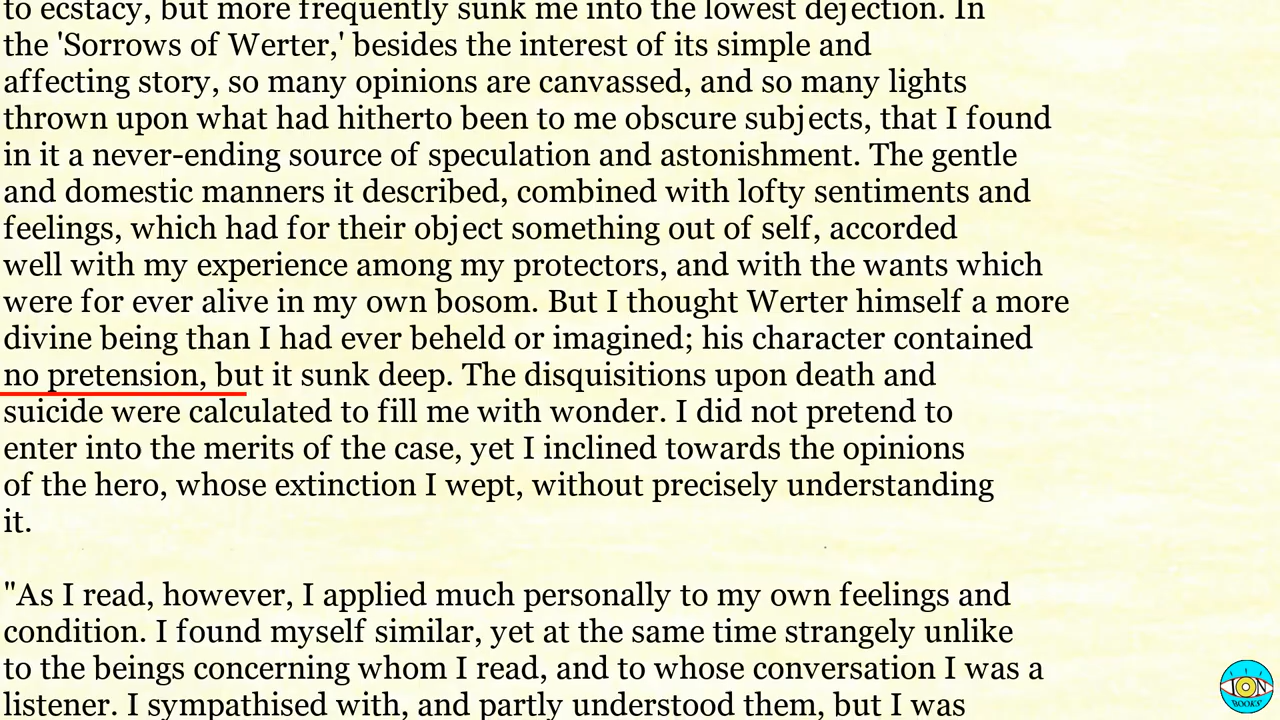 to ecstacy, but more frequently sunk me into the lowest dejection. In
the 'Sorrows of Werter,' besides the interest of its simple and
affecting story, so many opinions are canvassed, and so many lights
thrown upon what had hitherto been to me obscure subjects, that I found
in it a never-ending source of speculation and astonishment. The gentle
and domestic manners it described, combined with lofty sentiments and
feelings, which had for their object something out of self, accorded
well with my experience among my protectors, and with the wants which
were for ever alive in my own bosom. But I thought Werter himself a more
divine being than I had ever beheld or imagined; his character contained
no pretension, but it sunk deep. The disquisitions upon death and
suicide were calculated to fill me with wonder. I did not pretend to
enter into the merits of the case, yet I inclined towards the opinions
of the hero, whose extinction I wept, without precisely understanding
it.
"As I read, however, I applied much personally to my own feelings and
condition. I found myself similar, yet at the same time strangely unlike
to the beings concerning whom I read, and to whose conversation I was a
listener. I sympathised with, and partly understood them, but I was
ION
BOOKS